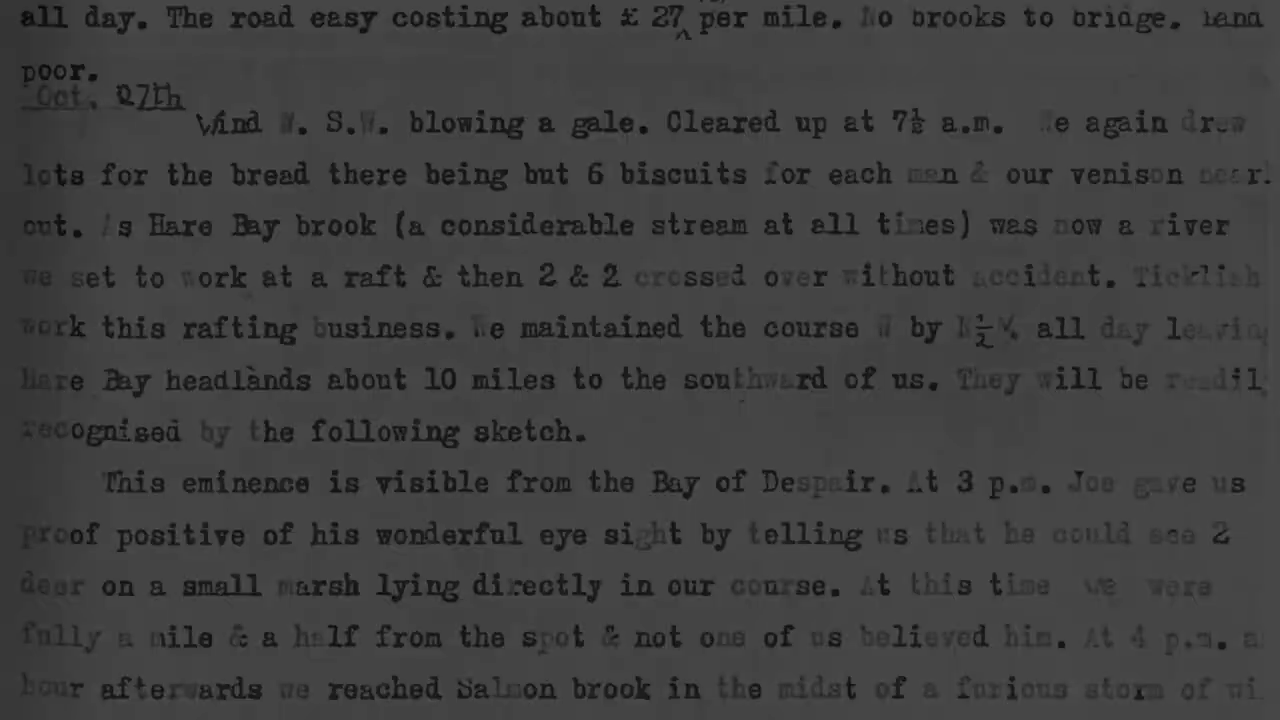 all day. The road easy costing about £ 27 per mile. No brooks to bridge. Land
poor.
Oct. 27th
Wind W. S.W. blowing a gale. Cleared up at 7½ a.m. We again drew
lots for the bread there being but 6 biscuits for each man & our venison near
out. As Hare Bay brook (a considerable stream at all times) was now a river
we set to work at a raft & then 2 & 2 crossed over without accident. Ticklish
work this rafting business. We maintained the course W by N½W. all day leaving
Hare Bay headlands about 10 miles to the southward of us. They will be readil
recognised by the following sketch.
This eminence is visible from the Bay of Despair. At 3 p.m. Joe gave us
proof positive of his wonderful eye sight by telling us that he could see 2
deer on a small marsh lying directly in our course. At this time we were
fully a mile & a half from the spot & not one of us believed him. At 4 p.m. a
hour afterwards we reached Salmon brook in the midst of a furious storm of wi